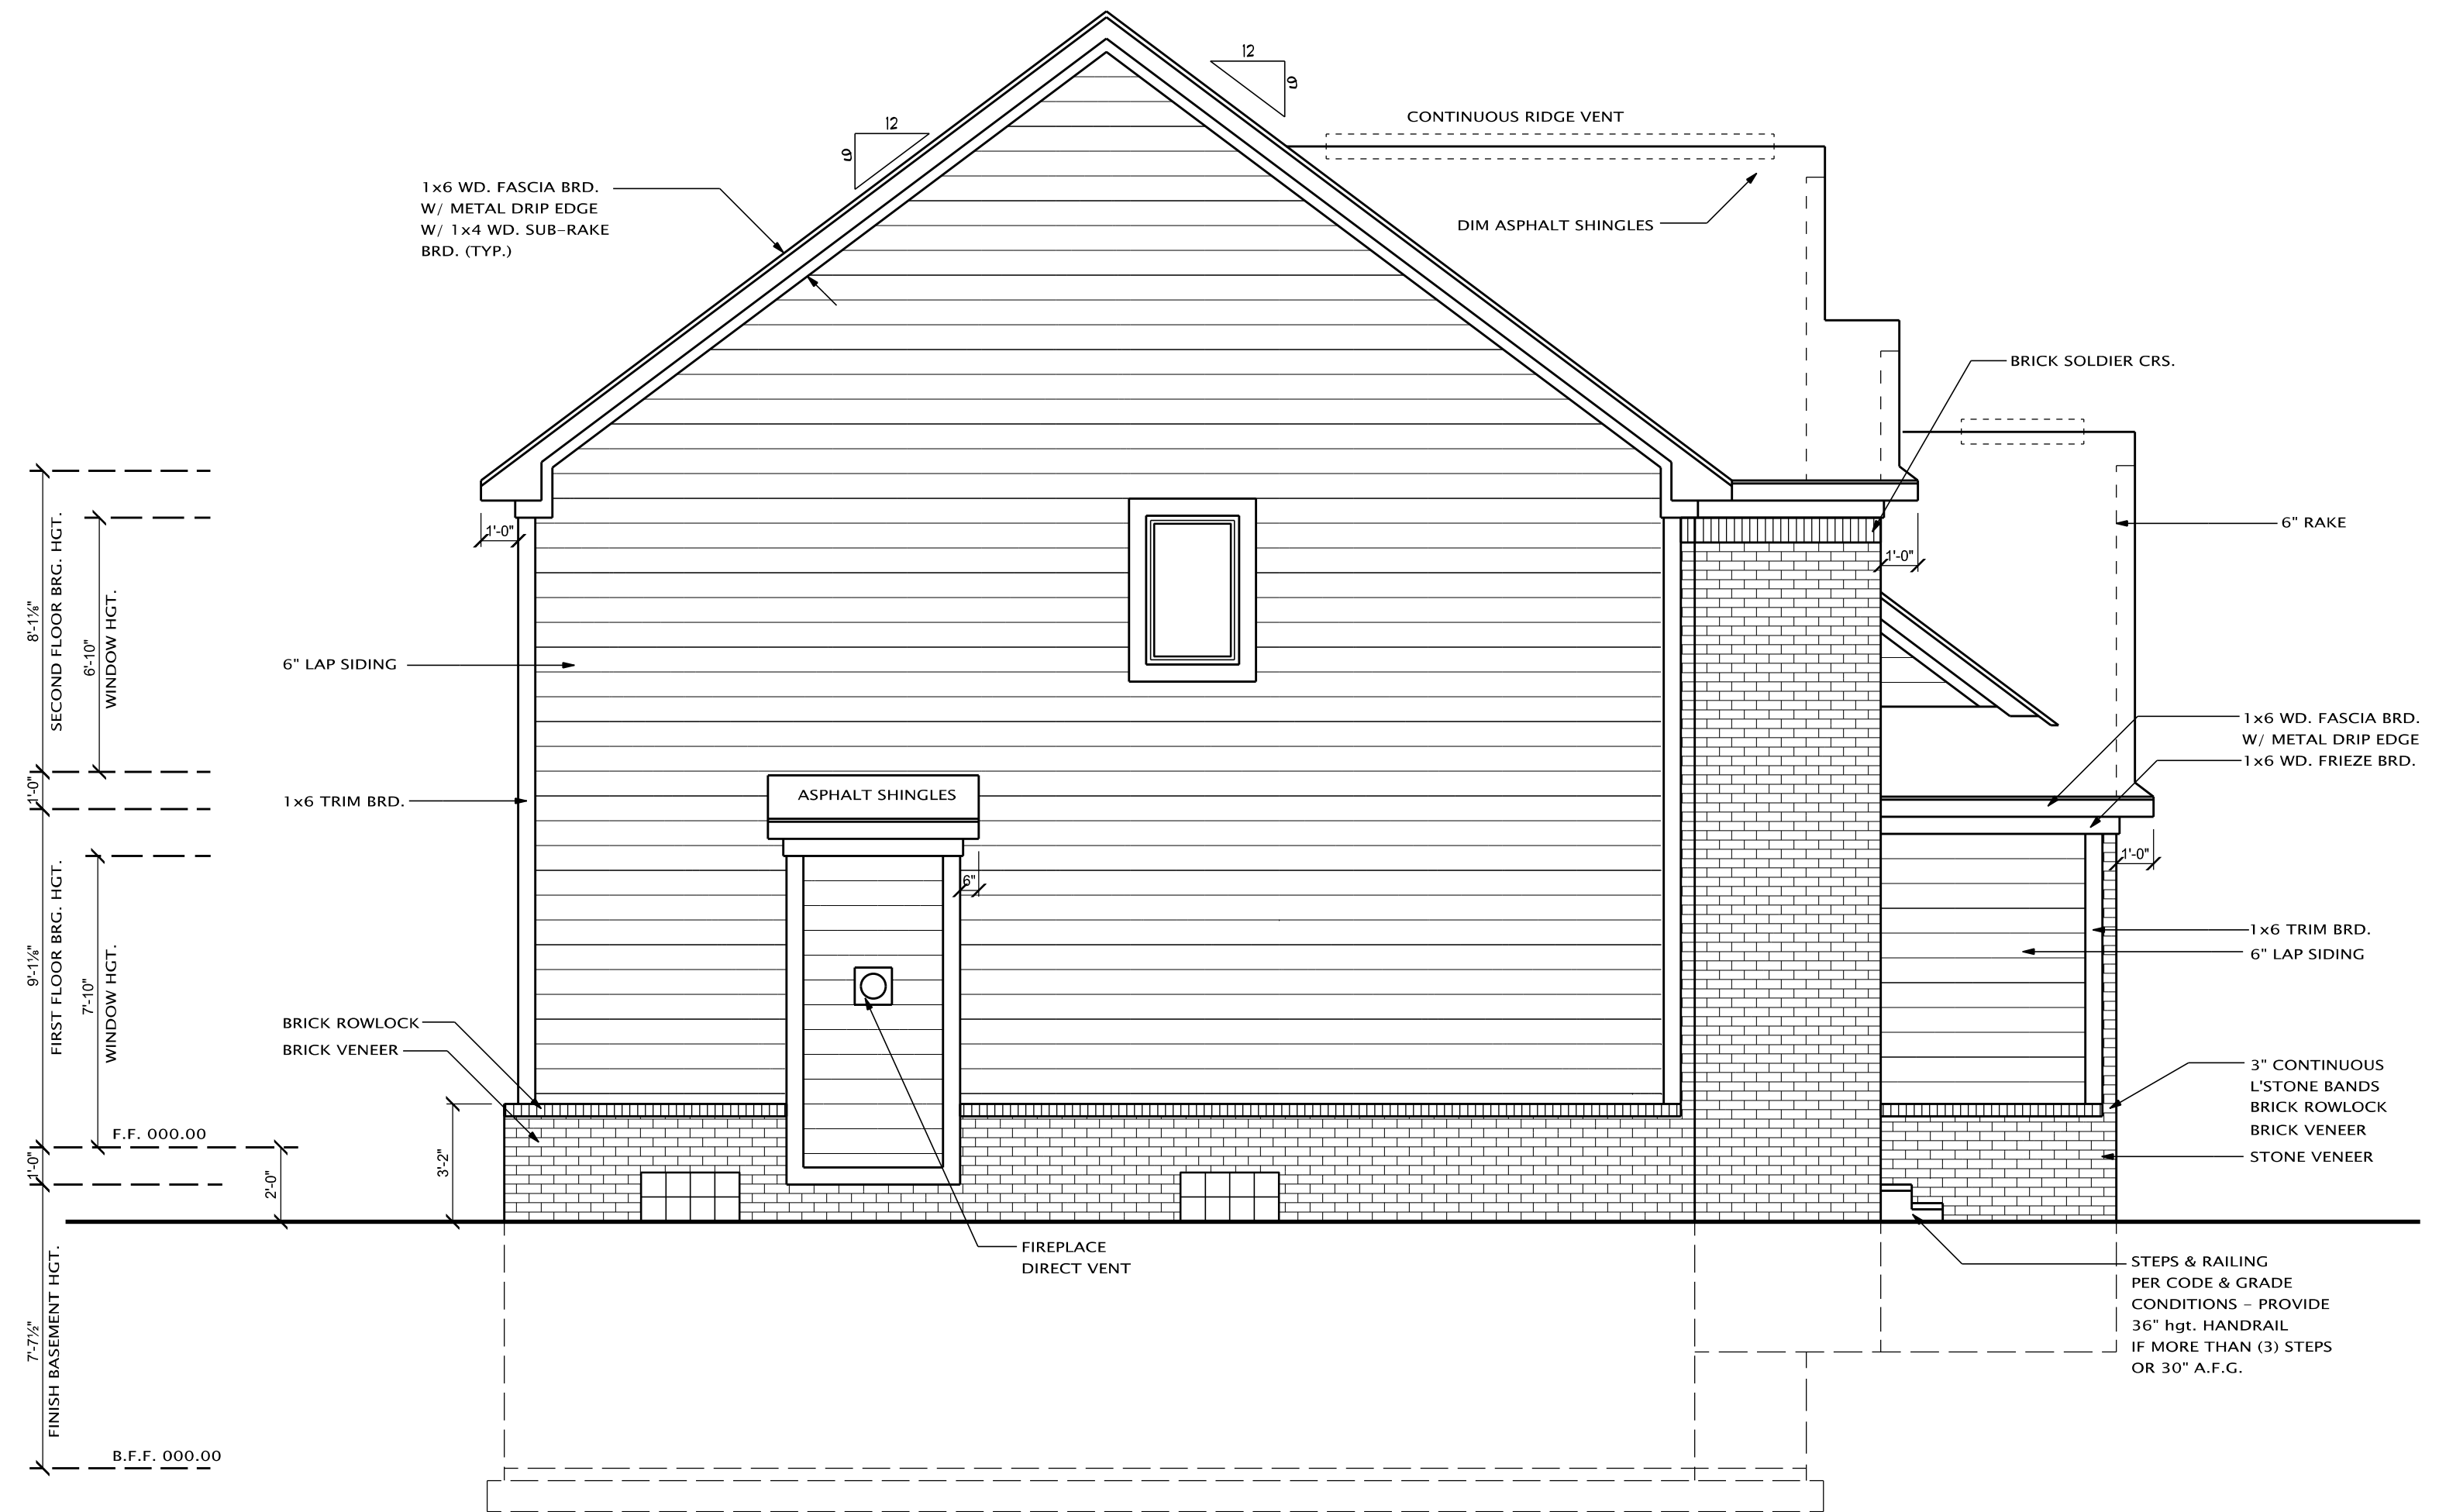 12
9
12
9
CONTINUOUS RIDGE VENT
DIM ASPHALT SHINGLES
1x6 WD. FASCIA BRD.
W/ METAL DRIP EDGE
W/ 1x4 WD. SUB-RAKE
BRD. (TYP.)
BRICK SOLDIER CRS.
6" RAKE
1'-0"
1'-0"
8'-1⅛"
SECOND FLOOR BRG. HGT.
6'-10"
WINDOW HGT.
6" LAP SIDING
1x6 WD. FASCIA BRD.
W/ METAL DRIP EDGE
1x6 WD. FRIEZE BRD.
1'-0"
1x6 TRIM BRD.
ASPHALT SHINGLES
1'-0"
6"
9'-1⅛"
FIRST FLOOR BRG. HGT.
7'-10"
WINDOW HGT.
1x6 TRIM BRD.
6" LAP SIDING
BRICK ROWLOCK
BRICK VENEER
3" CONTINUOUS
L'STONE BANDS
BRICK ROWLOCK
BRICK VENEER
STONE VENEER
F.F. 000.00
1'-0"
2'-0"
3'-2"
FIREPLACE
DIRECT VENT
STEPS & RAILING
PER CODE & GRADE
CONDITIONS - PROVIDE
36" hgt. HANDRAIL
IF MORE THAN (3) STEPS
OR 30" A.F.G.
7'-7½"
FINISH BASEMENT HGT.
B.F.F. 000.00